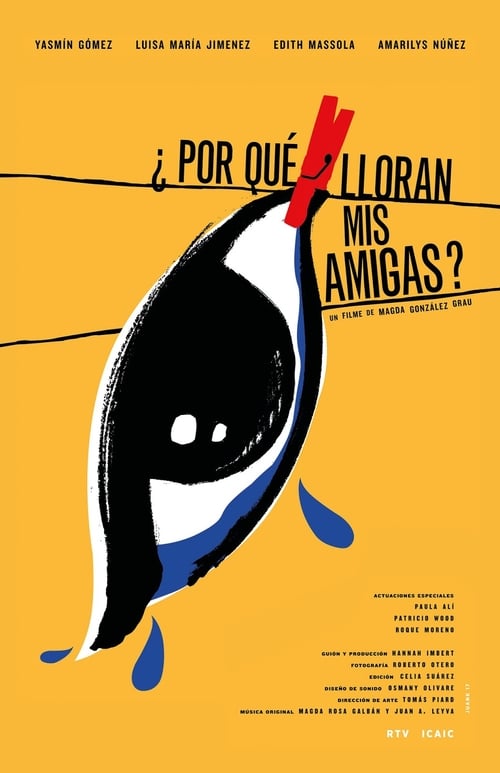 YASMÍN GÓMEZ LUISA MARÍA JIMENEZ EDITH MASSOLA AMARILYS NÚÑEZ
¿POR QUÉ LLORAN
MIS
AMIGAS?
UN FILME DE MAGDA GONZÁLEZ GRAU
ACTUACIONES ESPECIALES
PAULA ALÍ
PATRICIO WOOD
ROQUE MORENO
GUIÓN Y PRODUCCIÓN HANNAH IMBERT
FOTOGRAFÍA ROBERTO OTERO
EDICIÓN CELIA SUÁREZ
DISEÑO DE SONIDO OSMANY OLIVARE
DIRECCIÓN DE ARTE TOMÁS PIARD
MÚSICA ORIGINAL MAGDA ROSA GALBÁN Y JUAN A. LEYVA
JUANK'17
RTV ICAIC